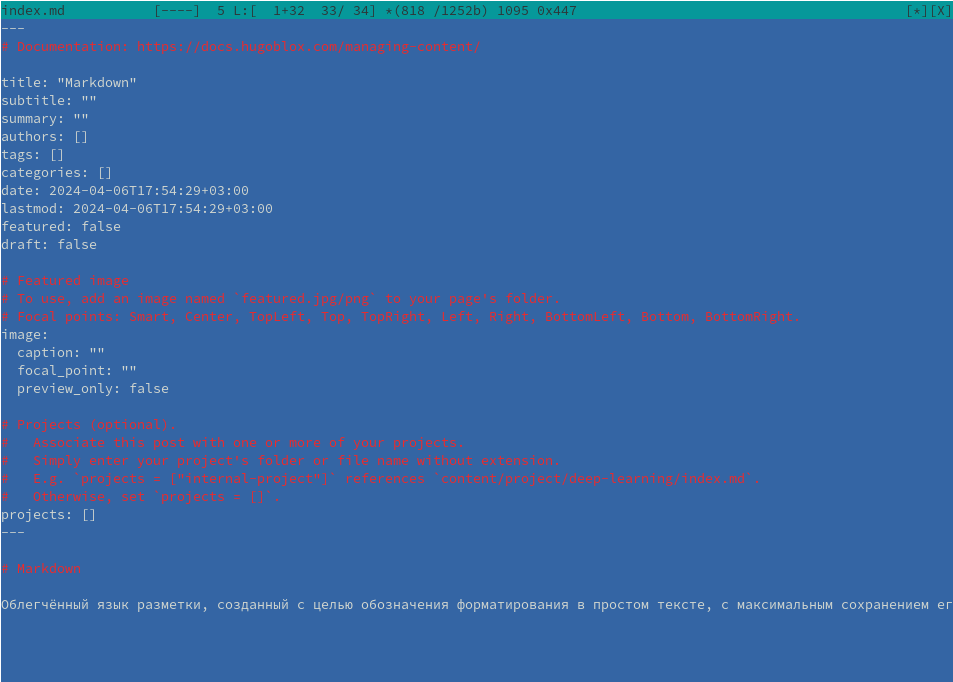 index.md [----] 5 L:[ 1+32 33/ 34] *(818 /1252b) 1095 0x447 [*][X]
---
# Documentation: https://docs.hugoblox.com/managing-content/
title: "Markdown"
subtitle: ""
summary: ""
authors: []
tags: []
categories: []
date: 2024-04-06T17:54:29+03:00
lastmod: 2024-04-06T17:54:29+03:00
featured: false
draft: false
# Featured image
# To use, add an image named `featured.jpg/png` to your page's folder.
# Focal points: Smart, Center, TopLeft, Top, TopRight, Left, Right, BottomLeft, Bottom, BottomRight.
image:
  caption: ""
  focal_point: ""
  preview_only: false
# Projects (optional).
#   Associate this post with one or more of your projects.
#   Simply enter your project's folder or file name without extension.
#   E.g. `projects = ["internal-project"]` references `content/project/deep-learning/index.md`.
#   Otherwise, set `projects = []`.
projects: []
---
# Markdown
Облегчённый язык разметки, созданный с целью обозначения форматирования в простом тексте, с максимальным сохранением ег